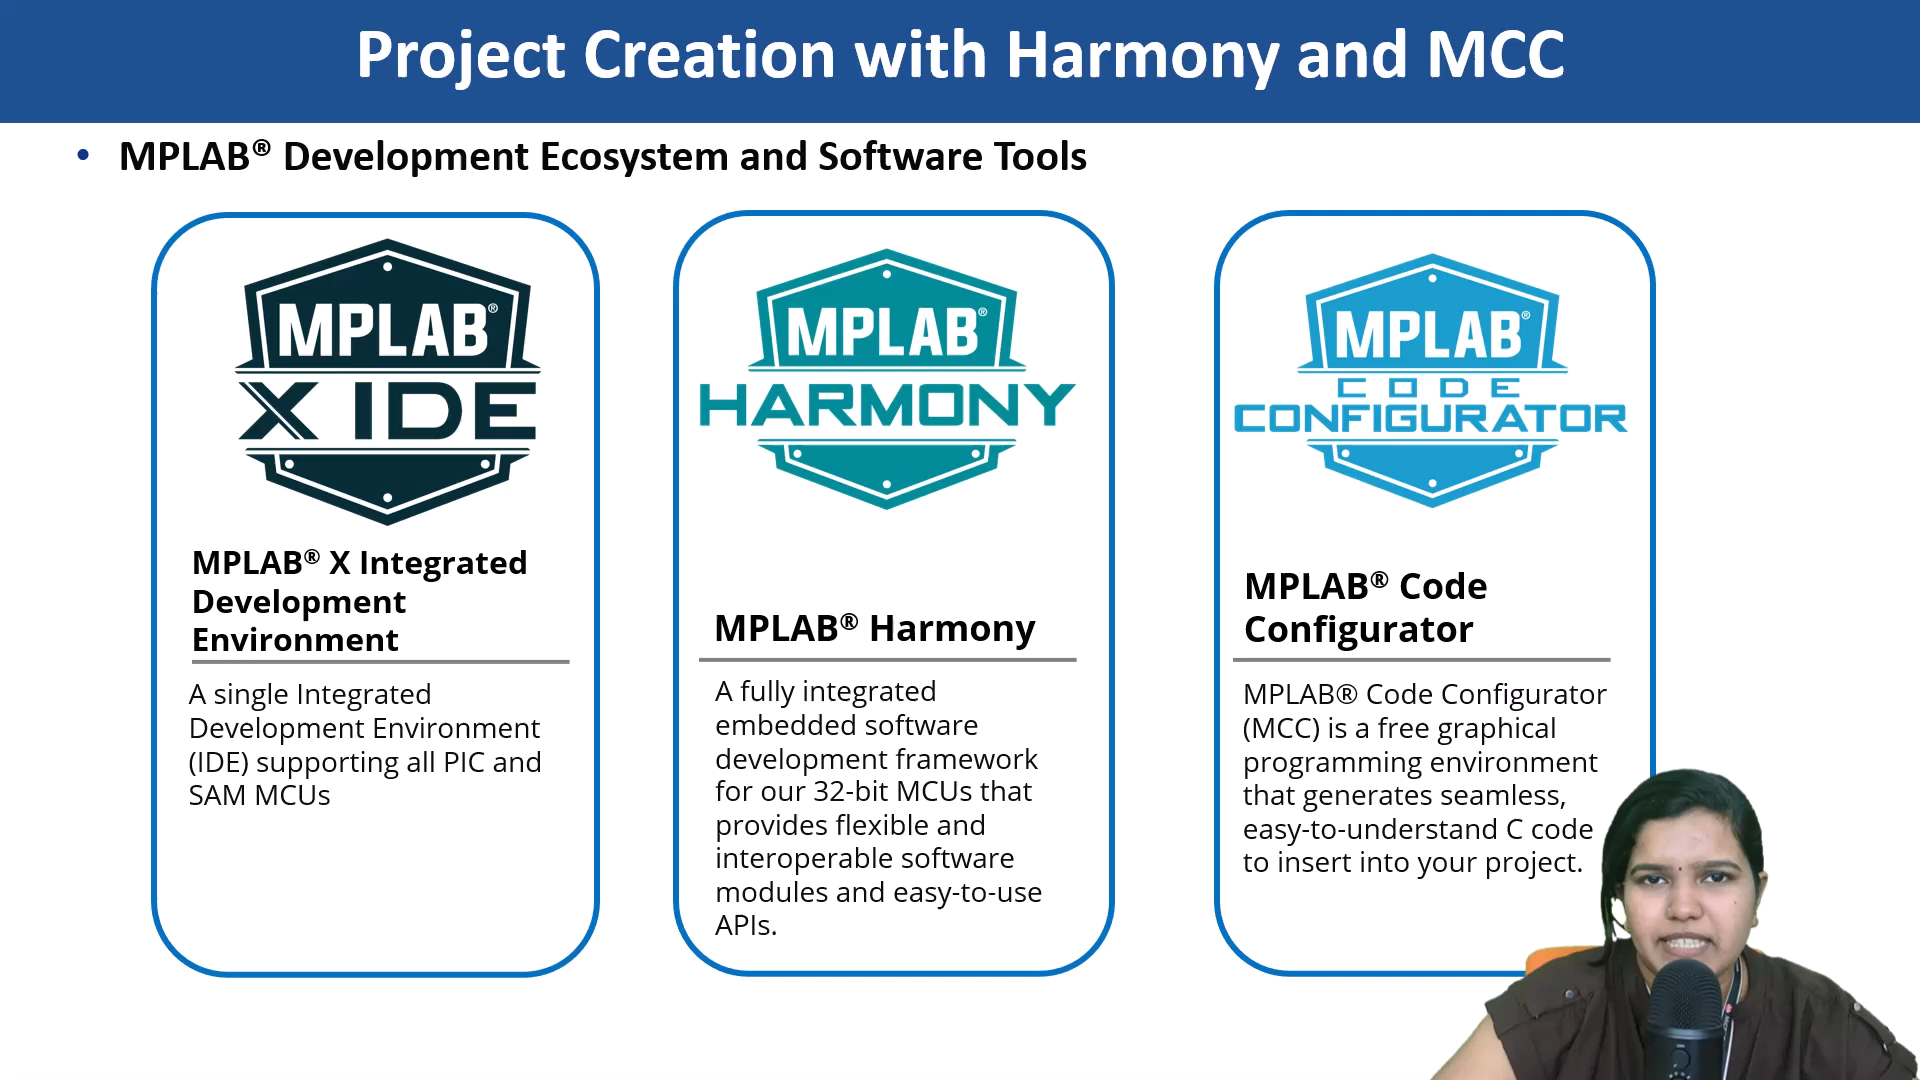 Project Creation with Harmony and MCC
• MPLAB® Development Ecosystem and Software Tools
MPLAB®
X IDE
MPLAB® X Integrated
Development
Environment
A single Integrated
Development Environment
(IDE) supporting all PIC and
SAM MCUs
MPLAB®
HARMONY
MPLAB® Harmony
A fully integrated
embedded software
development framework
for our 32-bit MCUs that
provides flexible and
interoperable software
modules and easy-to-use
APIs.
MPLAB®
CODE
CONFIGURATOR
MPLAB® Code
Configurator
MPLAB® Code Configurator
(MCC) is a free graphical
programming environment
that generates seamless,
easy-to-understand C code
to insert into your project.